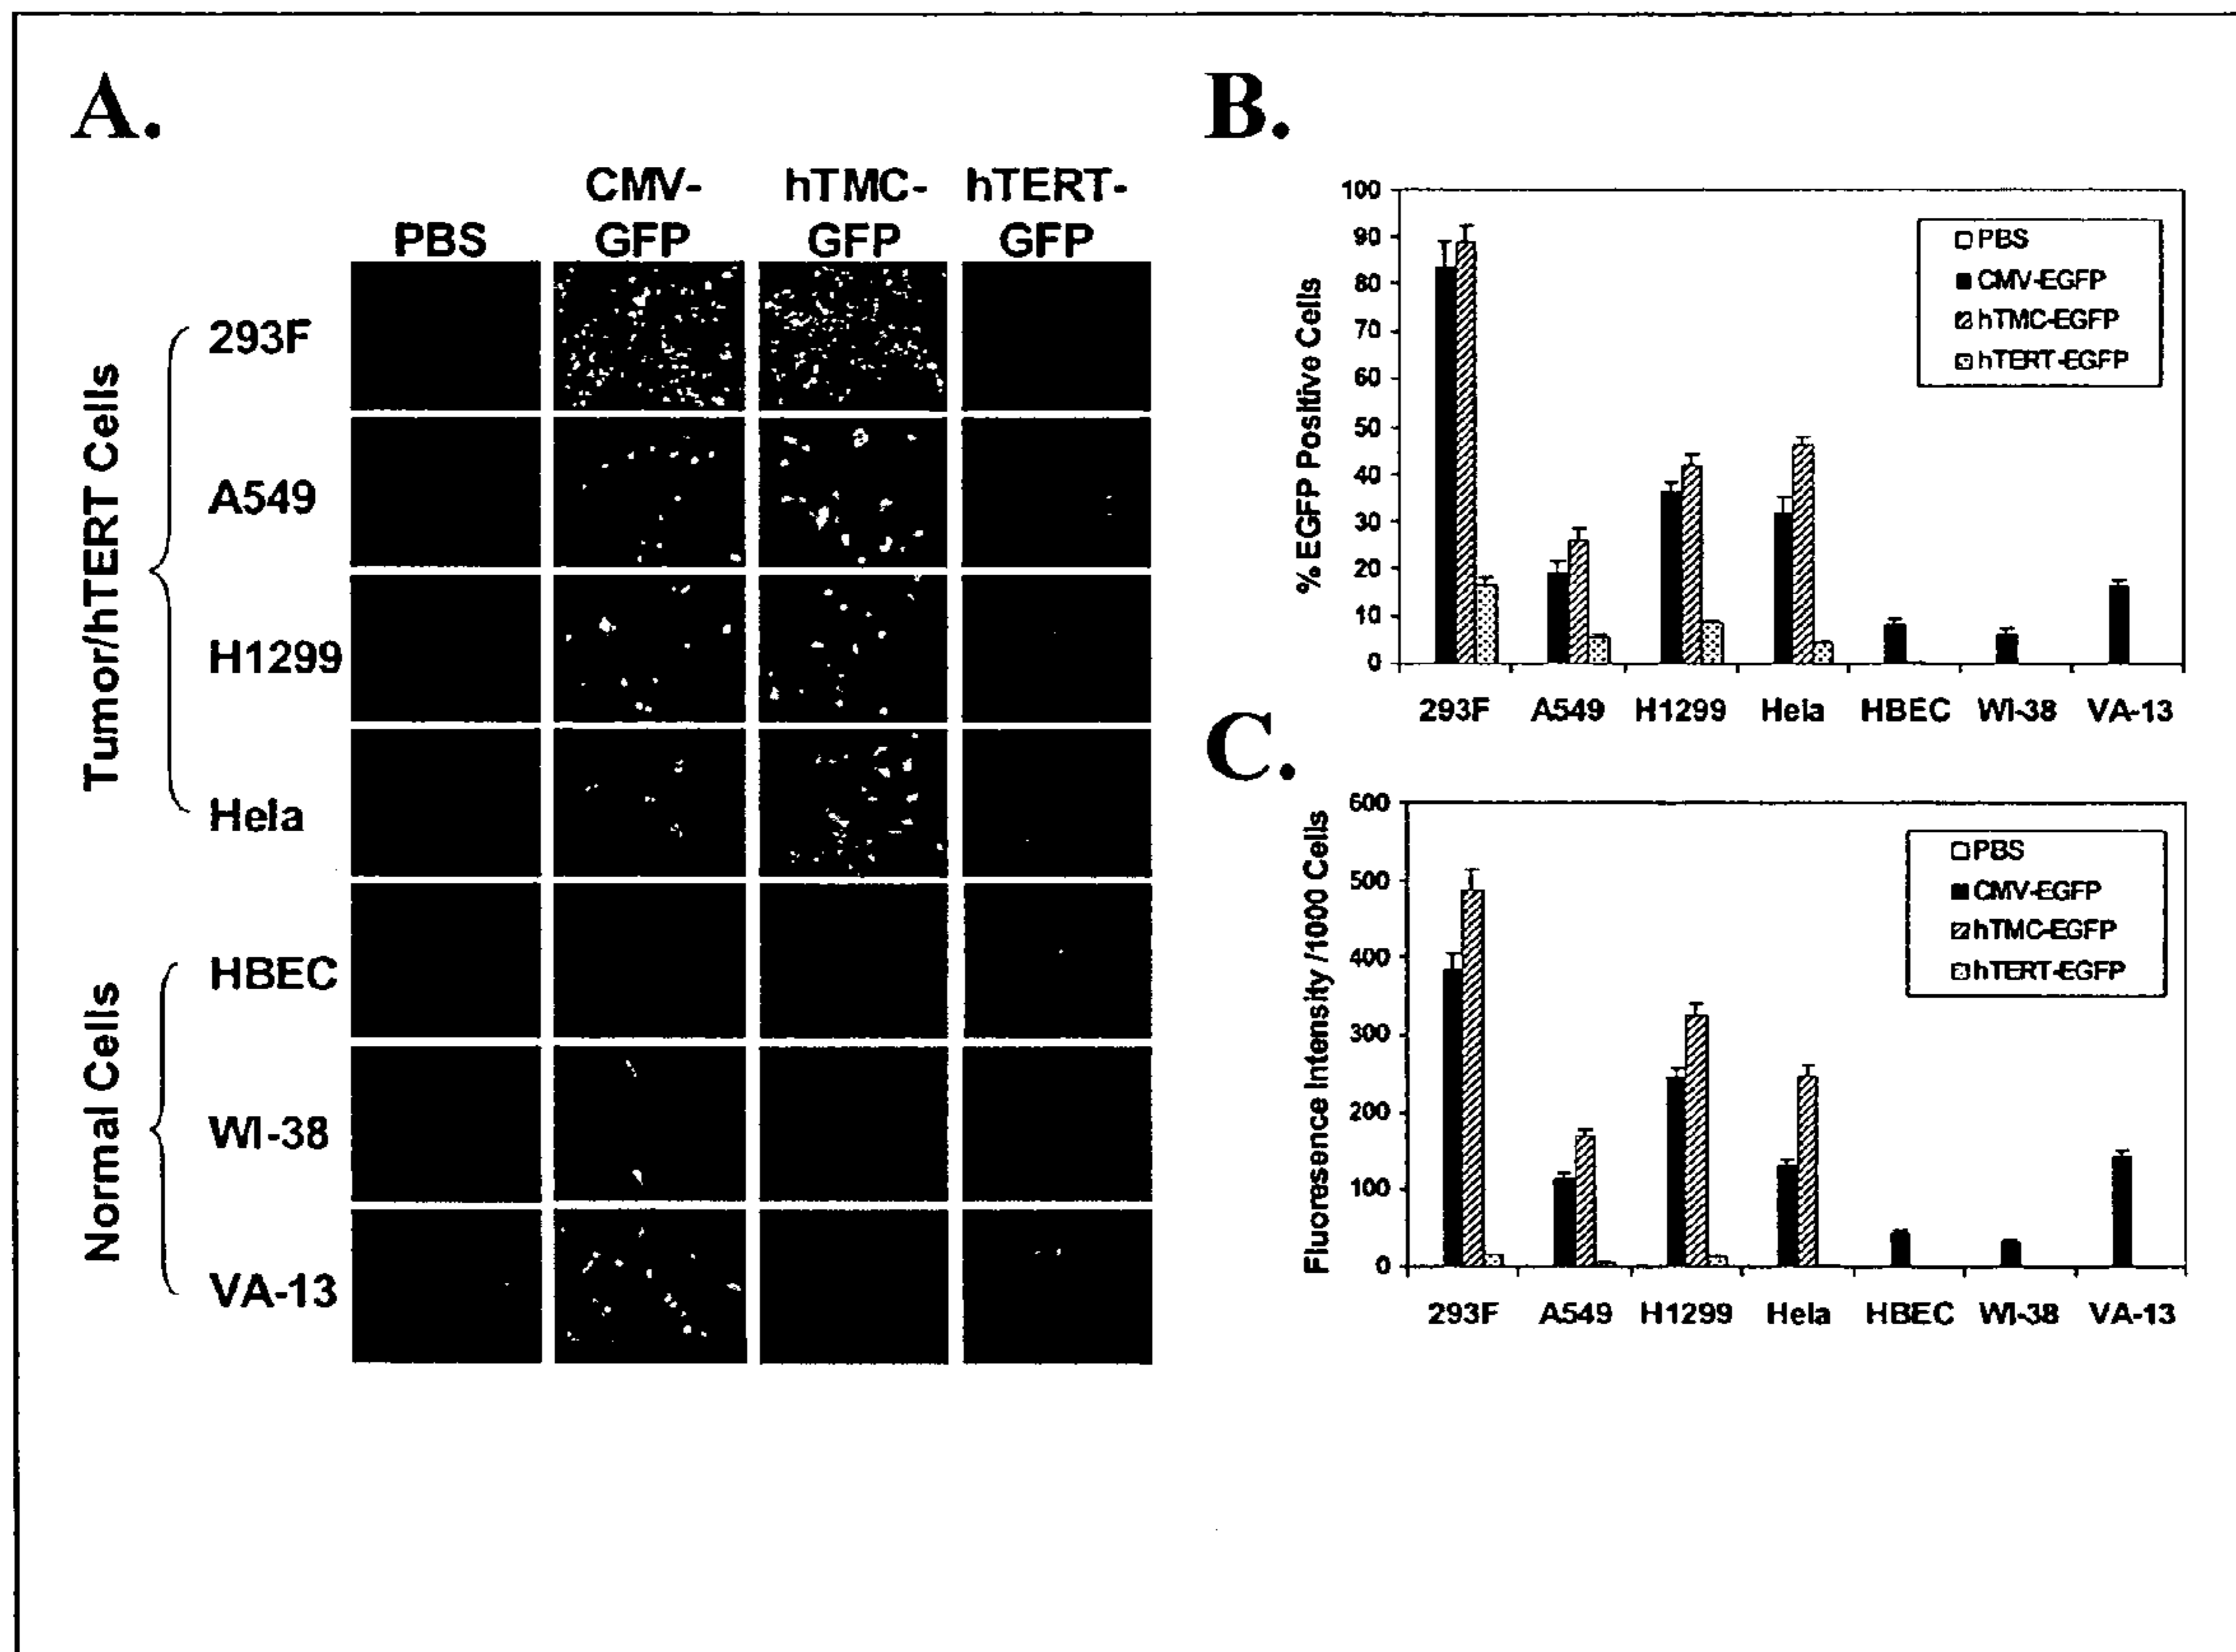 A.
CMV- hTMC- hTERT-
PBS GFP GFP GFP
Tumor/hTERT Cells
293F
A549
H1299
Hela
Normal Cells
HBEC
WI-38
VA-13
B.
% EGFP Positive Cells
100
90
80
70
60
50
40
30
20
10
0
PBS
CMV-EGFP
hTMC-EGFP
hTERT-EGFP
293F A549 H1299 Hela HBEC WI-38 VA-13
C.
Fluoresence Intensity /1000 Cells
600
500
400
300
200
100
0
PBS
CMV-EGFP
hTMC-EGFP
hTERT-EGFP
293F A549 H1299 Hela HBEC WI-38 VA-13